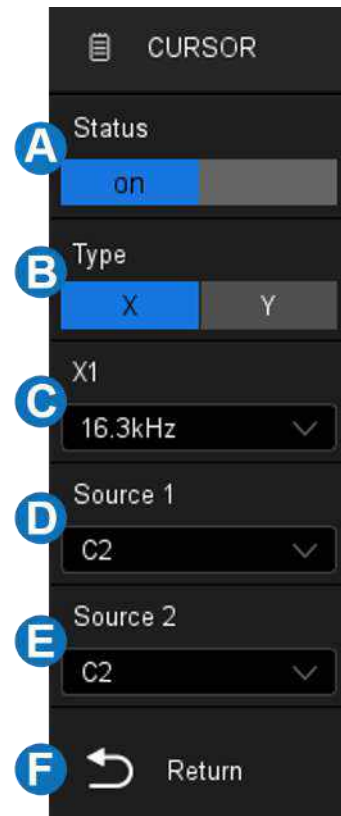 CURSOR
A
Status
on
B
Type
X Y
C
X1
16.3kHz
D
Source 1
C2
E
Source 2
C2
F
Return